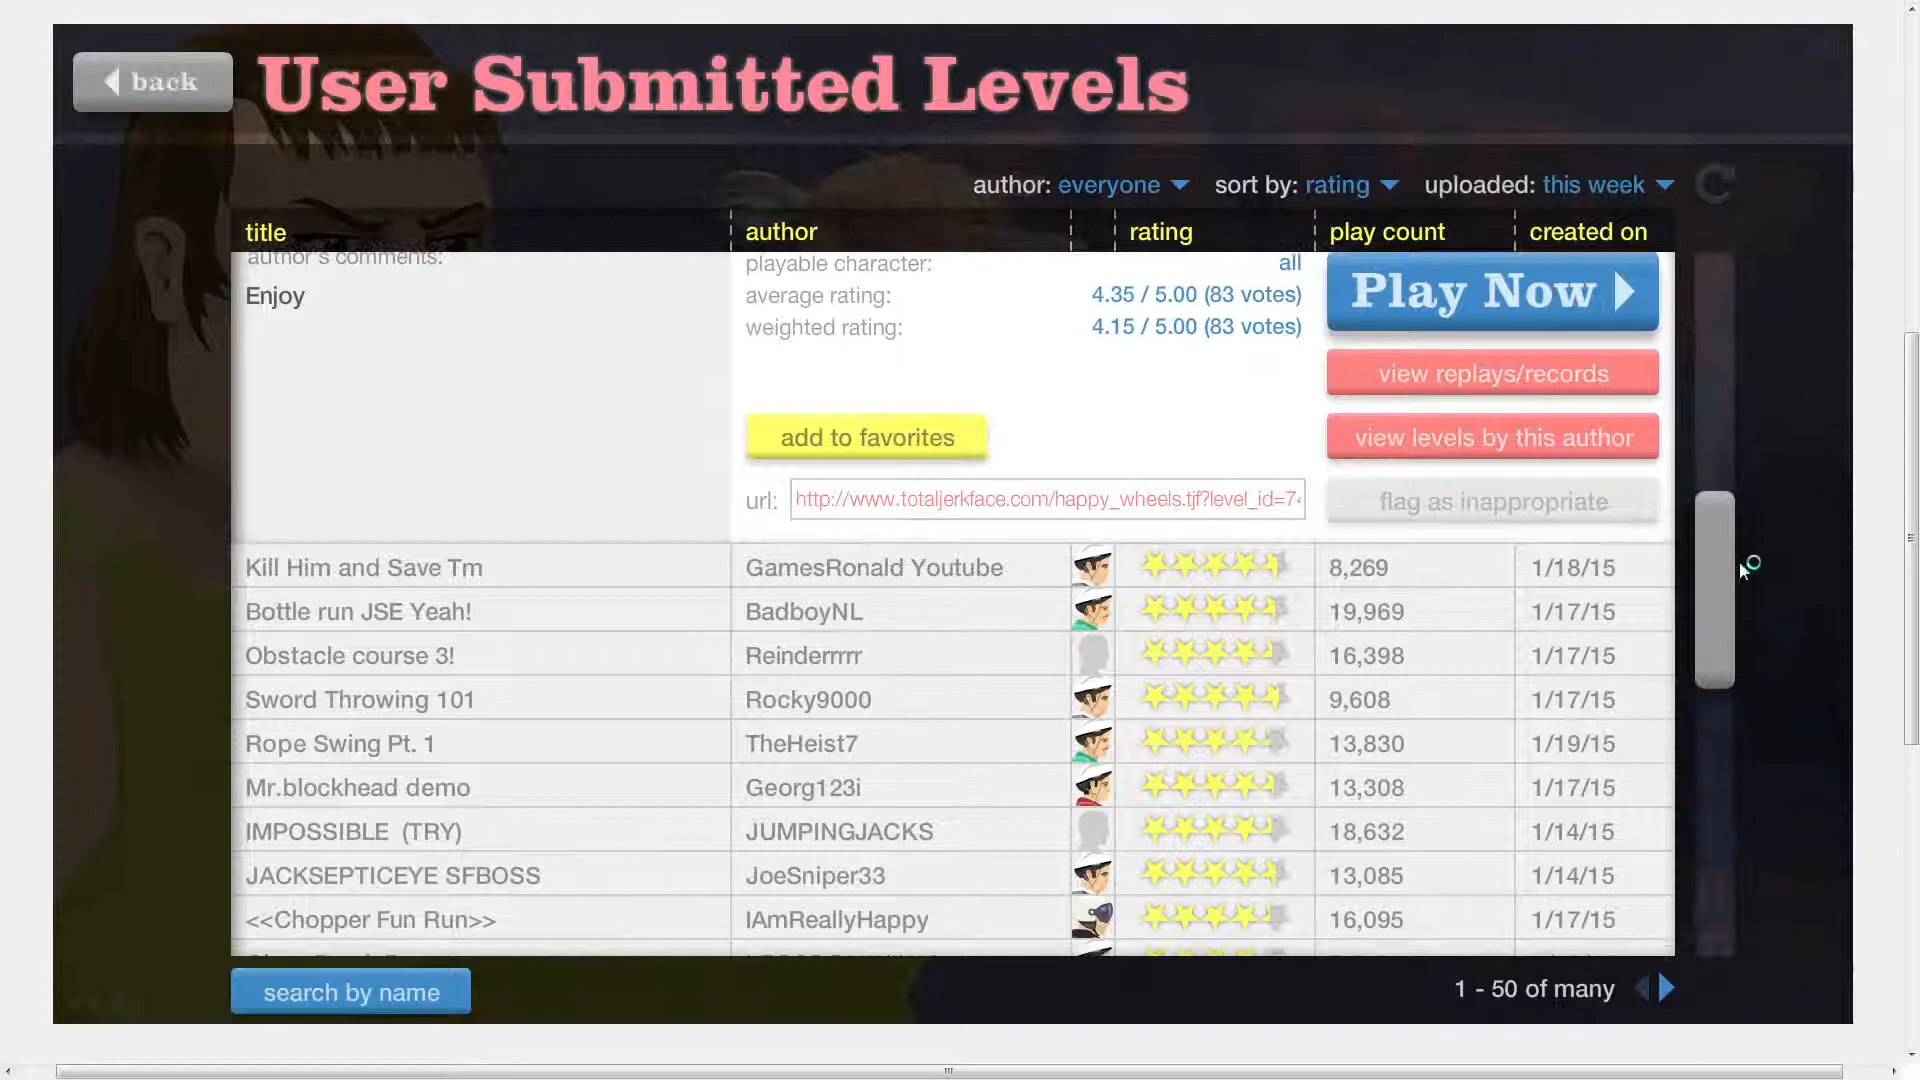 back
User Submitted Levels
author: everyone sort by: rating uploaded: this week
title author rating play count created on
author's comments:
Enjoy
playable character: all
average rating: 4.35 / 5.00 (83 votes)
weighted rating: 4.15 / 5.00 (83 votes)
Play Now
view replays/records
add to favorites
view levels by this author
url: http://www.totaljerkface.com/happy_wheels.tjf?level_id=7
flag as inappropriate
Kill Him and Save Tm GamesRonald Youtube 8,269 1/18/15
Bottle run JSE Yeah! BadboyNL 19,969 1/17/15
Obstacle course 3! Reinderrrrr 16,398 1/17/15
Sword Throwing 101 Rocky9000 9,608 1/17/15
Rope Swing Pt. 1 TheHeist7 13,830 1/19/15
Mr.blockhead demo Georg123i 13,308 1/17/15
IMPOSSIBLE (TRY) JUMPINGJACKS 18,632 1/14/15
JACKSEPTICEYE SFBOSS JoeSniper33 13,085 1/14/15
<<Chopper Fun Run>> IAmReallyHappy 16,095 1/17/15
search by name
1 - 50 of many